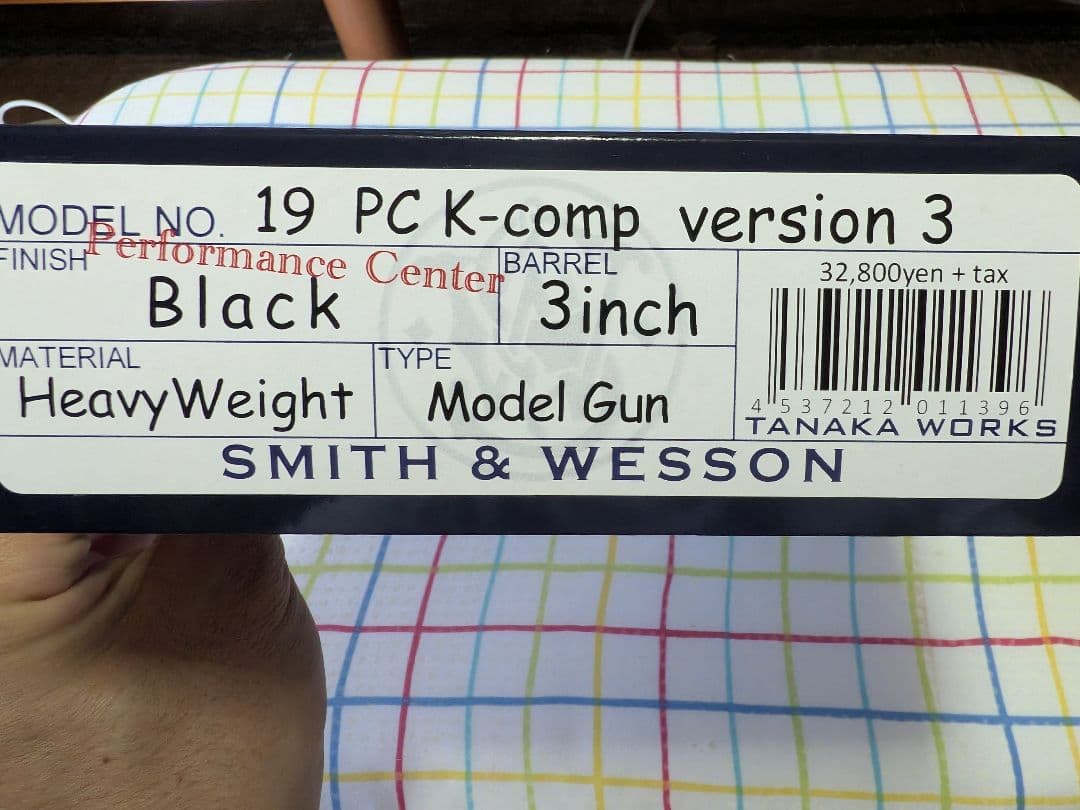 MODEL NO. 19 PC K-comp version 3
Performance Center
FINISH Black
BARREL 3inch
32,800yen + tax
MATERIAL HeavyWeight
TYPE Model Gun
4 537212 011396
TANAKA WORKS
SMITH & WESSON